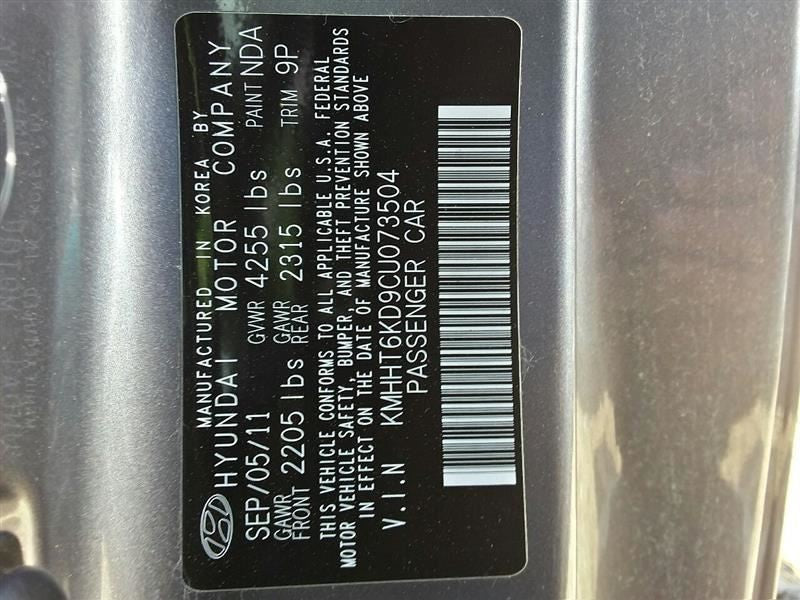 MANUFACTURED IN KOREA BY
HYUNDAI MOTOR COMPANY
SEP/05/11 GVWR 4255 lbs PAINT NDA
GAWR FRONT 2205 lbs GAWR REAR 2315 lbs TRIM 9P
THIS VEHICLE CONFORMS TO ALL APPLICABLE U.S.A. FEDERAL
MOTOR VEHICLE SAFETY, BUMPER, AND THEFT PREVENTION STANDARDS
IN EFFECT ON THE DATE OF MANUFACTURE SHOWN ABOVE
V.I.N KMHHT6KD9CU073504
PASSENGER CAR